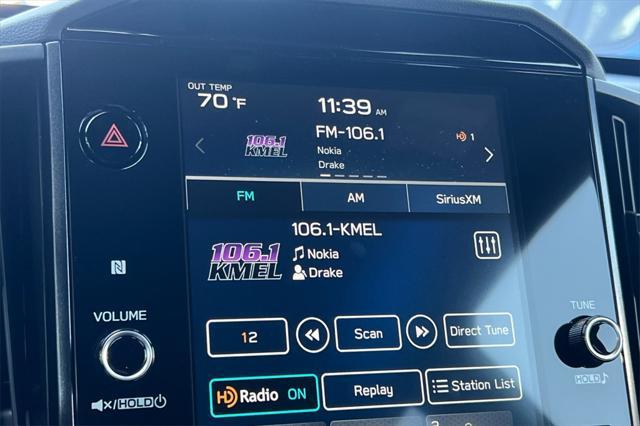 OUT TEMP
70 °F
11:39 AM
106.1
KMEL
FM-106.1
HD 1
Nokia
Drake
FM AM SiriusXM
106.1
KMEL
106.1-KMEL
Nokia
Drake
VOLUME
TUNE
12 Scan Direct Tune
HOLD
HOLD
HD Radio ON Replay Station List